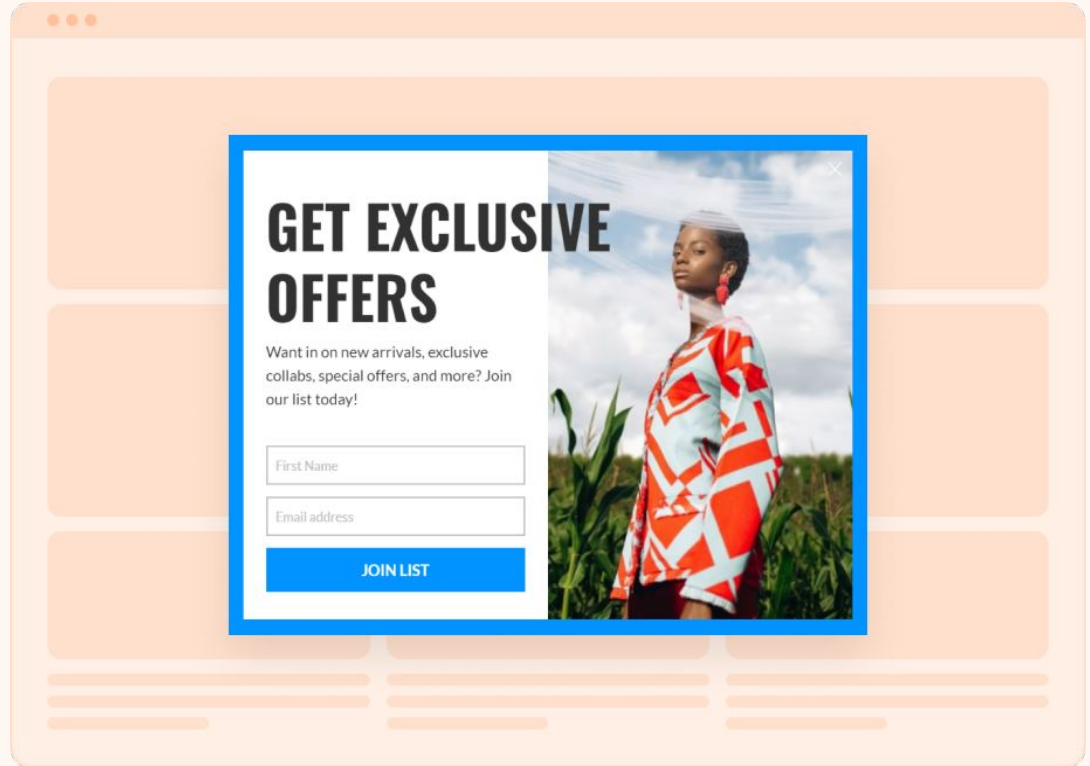 GET EXCLUSIVE
OFFERS
Want in on new arrivals, exclusive
collabs, special offers, and more? Join
our list today!
First Name
Email address
JOIN LIST